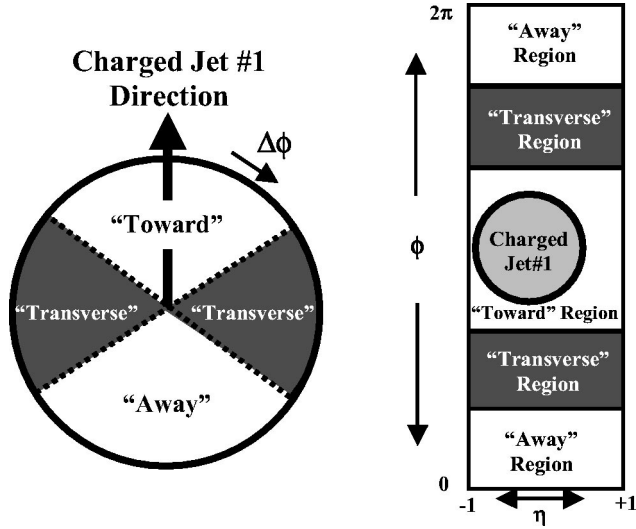 Charged Jet #1
Direction
Δϕ
“Toward”
“Transverse” “Transverse”
“Away”
2π
“Away”
Region
“Transverse”
Region
ϕ
Charged
Jet#1
“Toward” Region
“Transverse”
Region
“Away”
Region
0
-1 +1
η